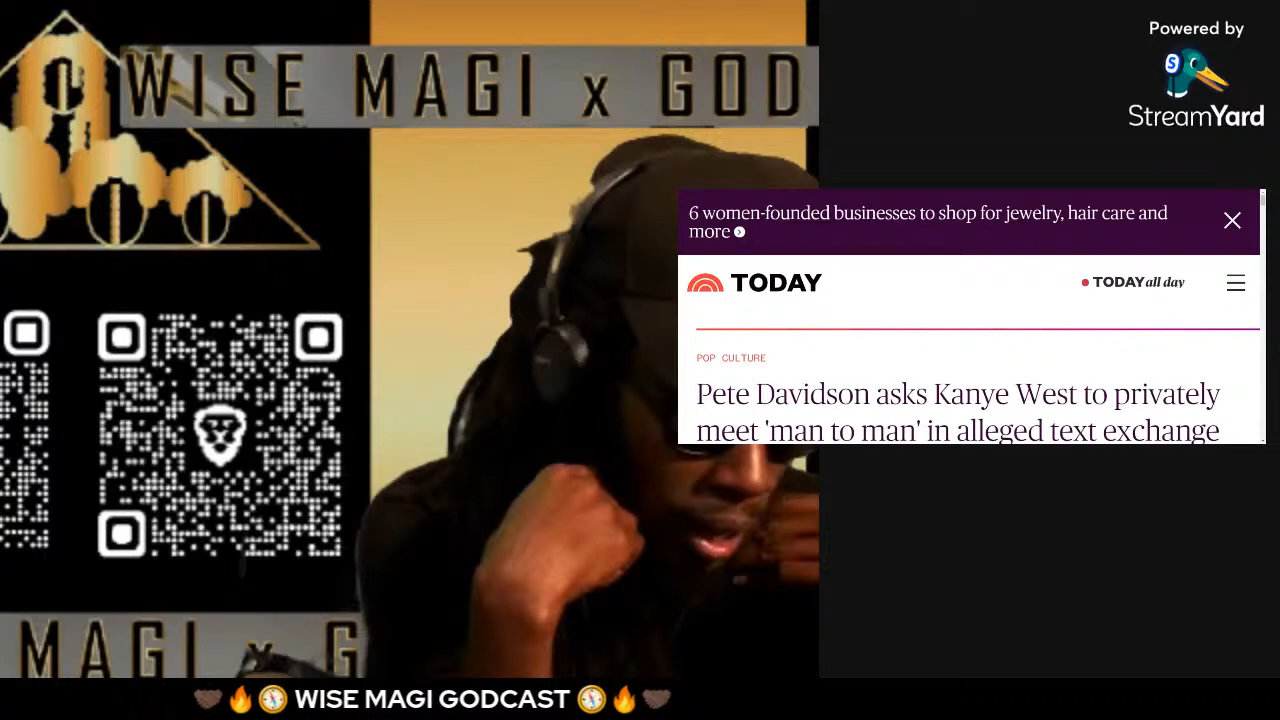 WISE MAGI x GOD
Powered by
StreamYard
6 women-founded businesses to shop for jewelry, hair care and
more
TODAY
TODAY all day
POP CULTURE
Pete Davidson asks Kanye West to privately
meet 'man to man' in alleged text exchange
MAGI x G
WISE MAGI GODCAST